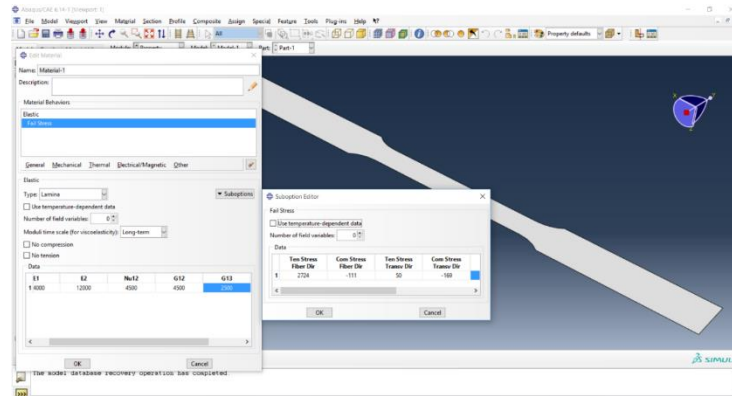 Abaqus/CAE 6.14-1 [Viewport: 1]
File Model Viewport View Material Section Profile Composite Assign Special Feature Tools Plug-ins Help
All
Property defaults
Module: Property Model: Model-1 Part: Part-1
Edit Material
Name: Material-1
Description:
Material Behaviors
Elastic
Fail Stress
General Mechanical Thermal Electrical/Magnetic Other
Elastic
Type: Lamina
Suboptions
Use temperature-dependent data
Number of field variables: 0
Moduli time scale (for viscoelasticity): Long-term
No compression
No tension
Data
E1 E2 Nu12 G12 G13
1 4000 12000 4500 4500 2500
OK Cancel
Suboption Editor
Fail Stress
Use temperature-dependent data
Number of field variables: 0
Data
Ten Stress Com Stress Ten Stress Com Stress
Fiber Dir Fiber Dir Transv Dir Transv Dir
1 2724 -111 50 -169
OK Cancel
SIMUL
The model database recovery operation has completed.